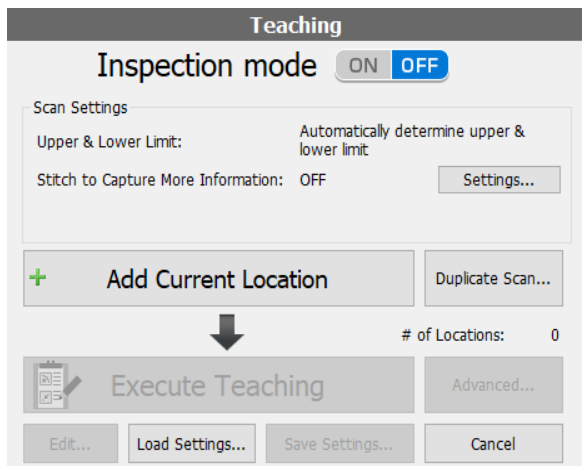 Teaching
Inspection mode ON OFF
Scan Settings
Upper & Lower Limit: Automatically determine upper & lower limit
Stitch to Capture More Information: OFF Settings...
Add Current Location Duplicate Scan...
# of Locations: 0
Execute Teaching Advanced...
Edit... Load Settings... Save Settings... Cancel